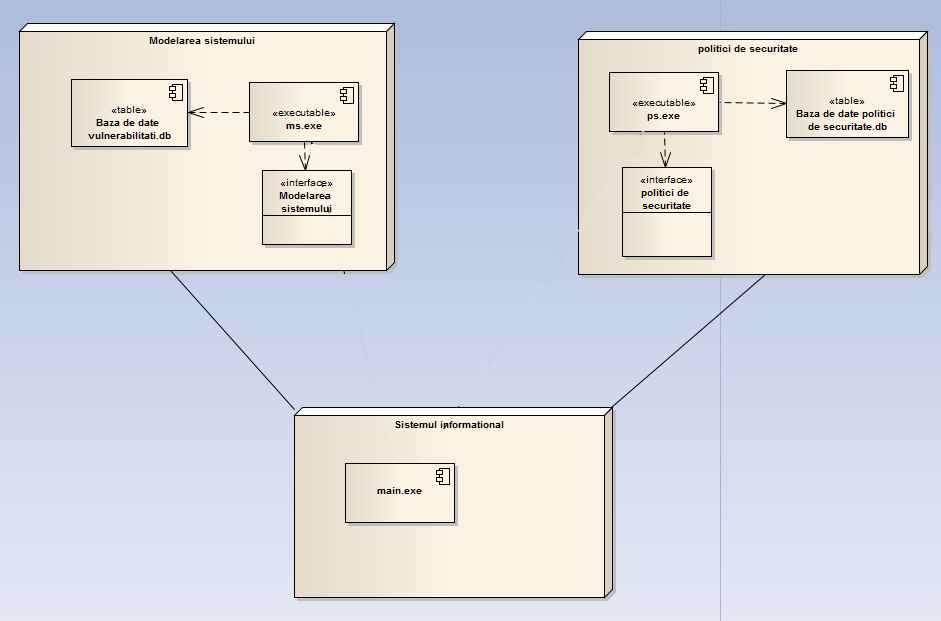 Modelarea sistemului
«table»
Baza de date
vulnerabilitati.db
«executable»
ms.exe
«interface»
Modelarea
sistemului
politici de securitate
«executable»
ps.exe
«table»
Baza de date politici
de securitate.db
«interface»
politici de
securitate
Sistemul informational
main.exe